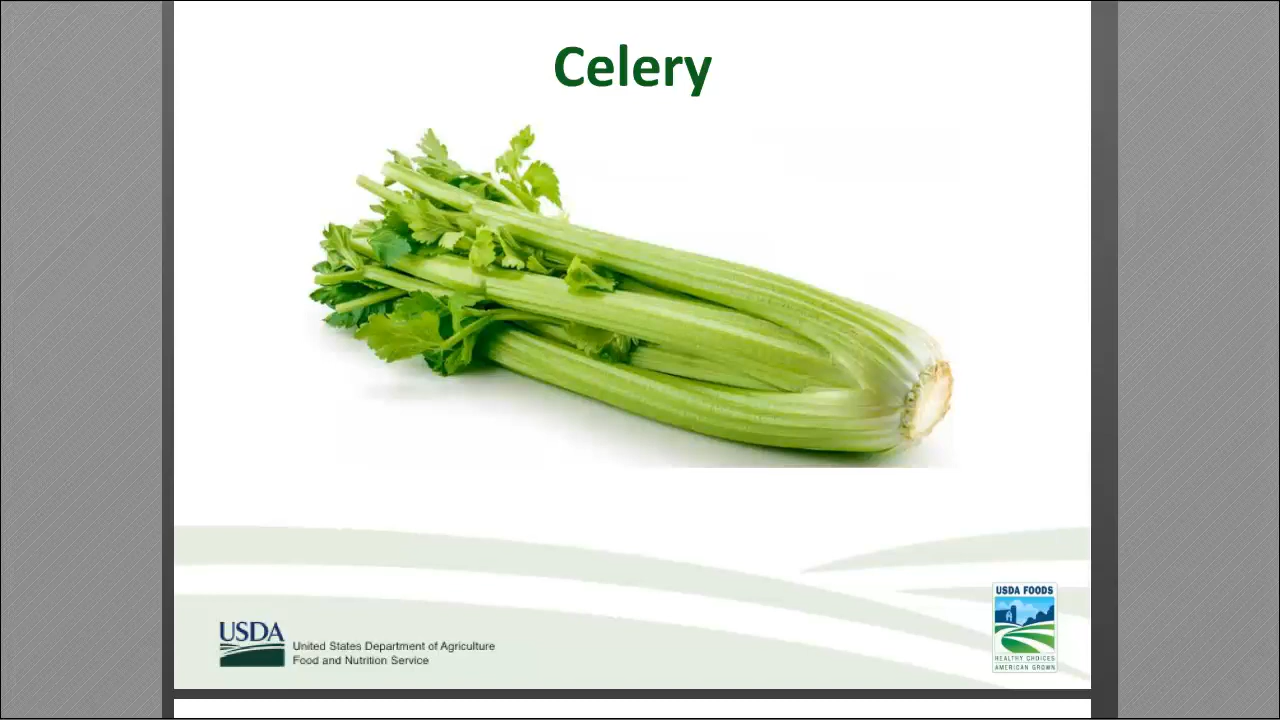 Celery
USDA
United States Department of Agriculture
Food and Nutrition Service
USDA FOODS
HEALTHY CHOICES
AMERICAN GROWN